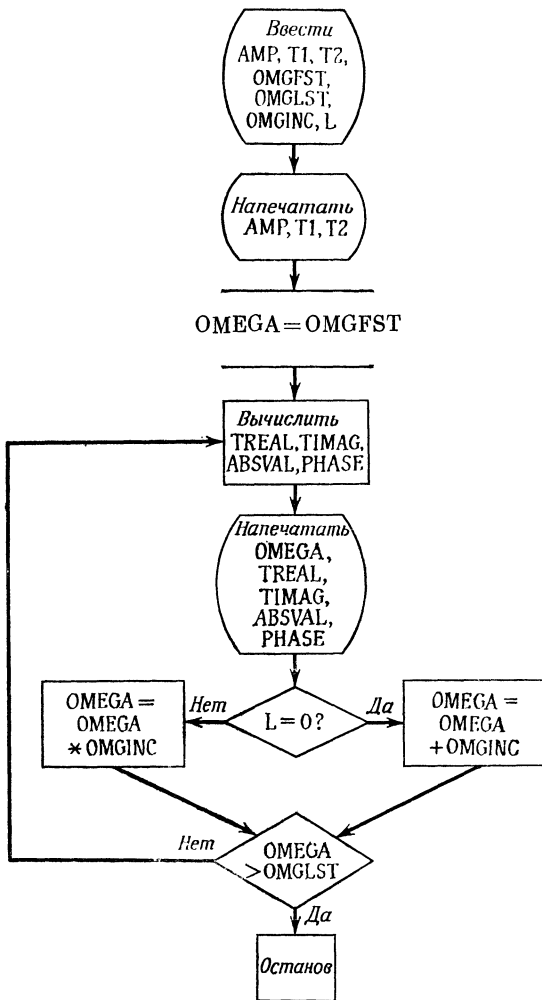 Ввести
AMP, T1, T2,
OMGFST,
OMGLST,
OMGINC, L
Напечатать
AMP, T1, T2
OMEGA = OMGFST
Вычислить
TREAL, TIMAG,
ABSVAL, PHASE
Напечатать
OMEGA,
TREAL,
TIMAG,
ABSVAL,
PHASE
OMEGA =
OMEGA
* OMGINC
Нет
L = 0?
Да
OMEGA =
OMEGA
+ OMGINC
Нет
OMEGA
> OMGLST
Да
Останов